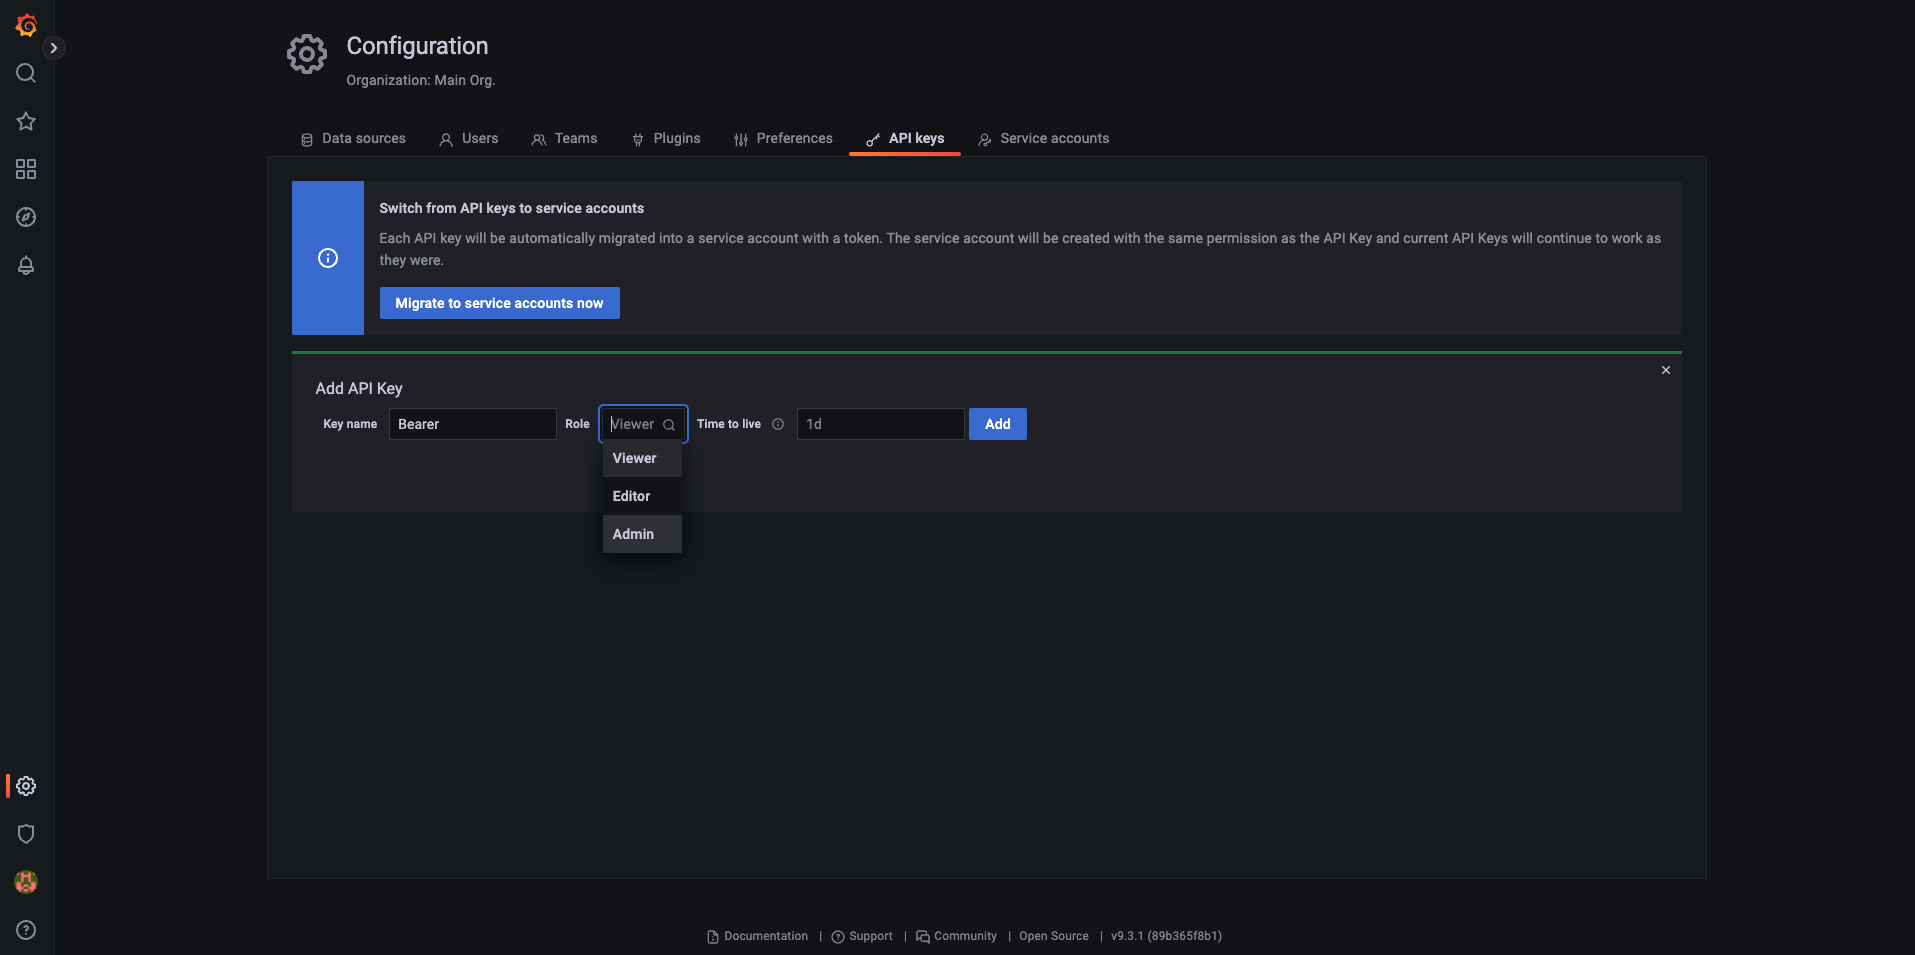 Configuration
Organization: Main Org.
Data sources Users Teams Plugins Preferences API keys Service accounts
Switch from API keys to service accounts
Each API key will be automatically migrated into a service account with a token. The service account will be created with the same permission as the API Key and current API Keys will continue to work as
they were.
Migrate to service accounts now
Add API Key
Key name Bearer Role Viewer Time to live 1d Add
Viewer
Editor
Admin
Documentation | Support | Community | Open Source | v9.3.1 (89b365f8b1)